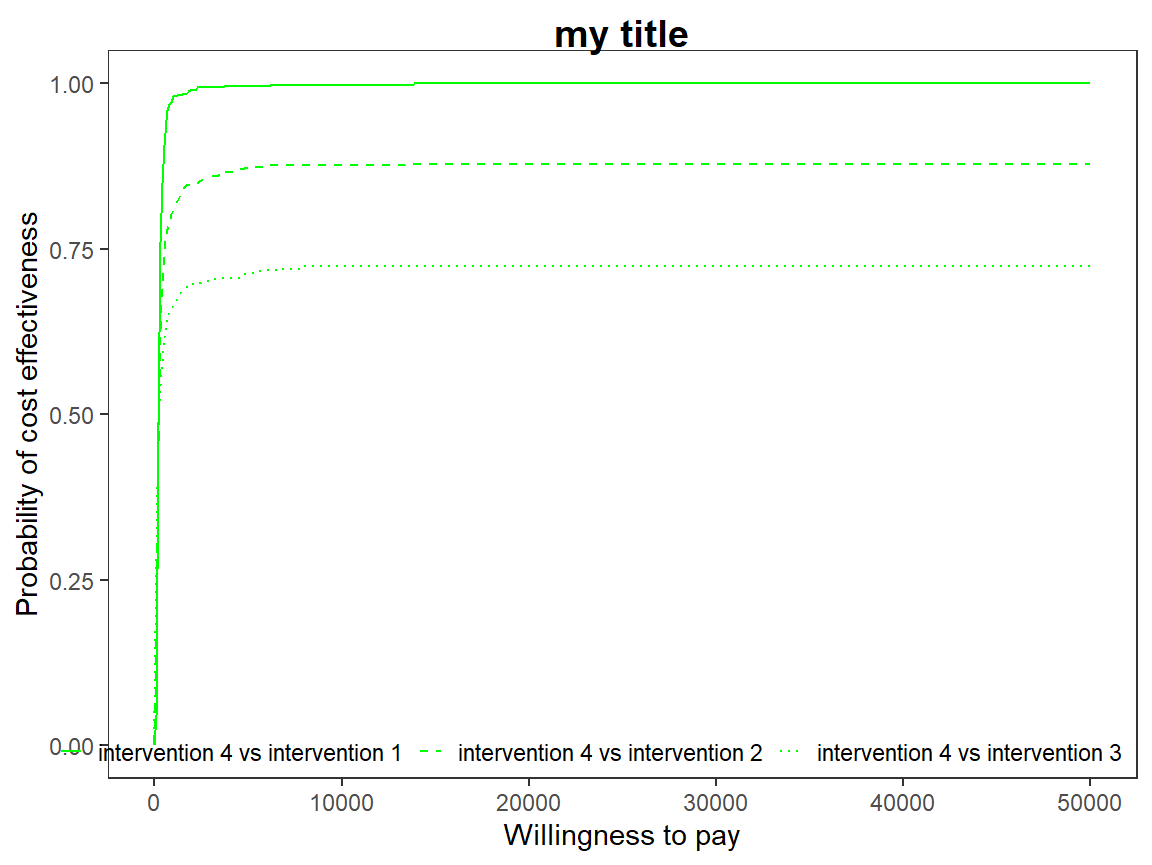 my title
Probability of cost effectiveness
1.00
0.75
0.50
0.25
0.00
intervention 4 vs intervention 1 intervention 4 vs intervention 2 intervention 4 vs intervention 3
0 10000 20000 30000 40000 50000
Willingness to pay